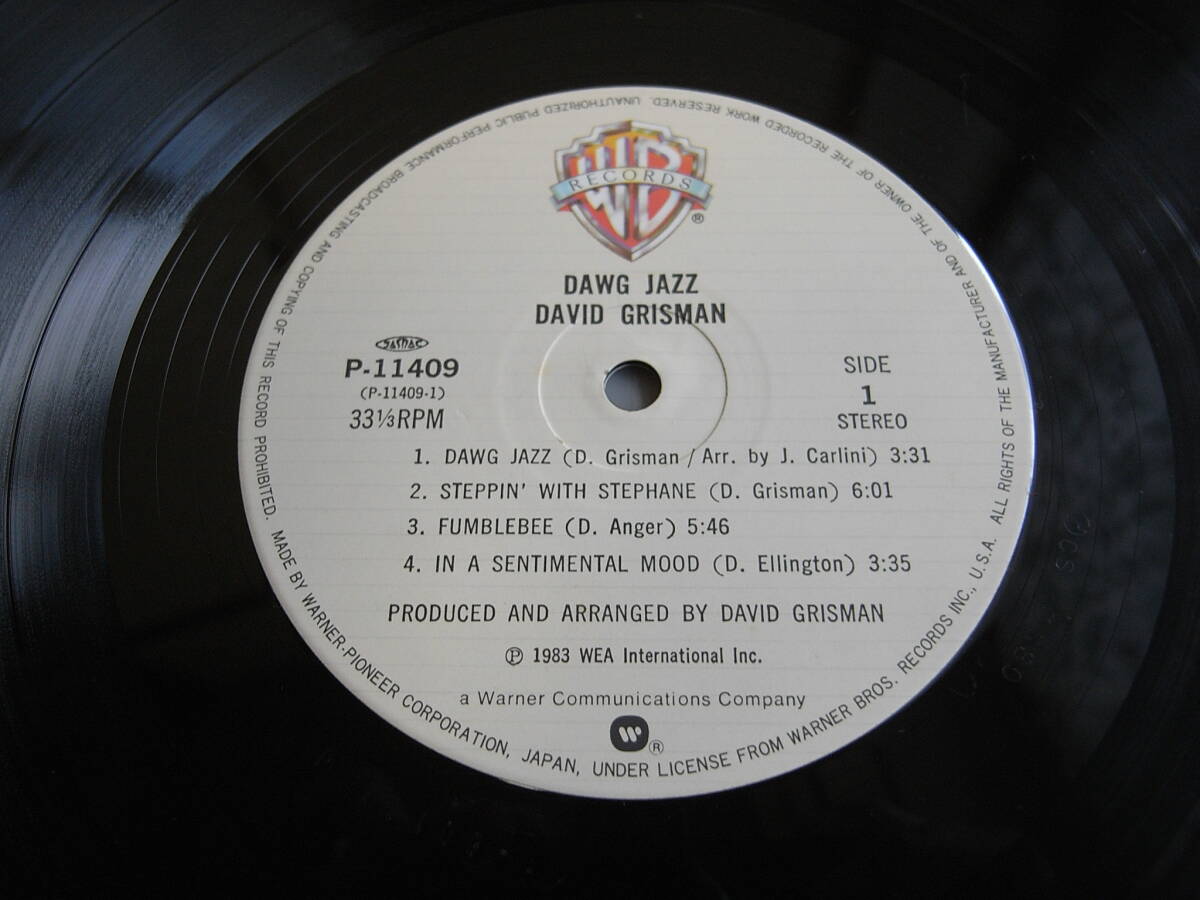 WB
RECORDS
®
DAWG JAZZ
DAVID GRISMAN
JASRAC
P-11409
(P-11409-1)
33⅓RPM
SIDE
1
STEREO
1. DAWG JAZZ (D. Grisman / Arr. by J. Carlini) 3:31
2. STEPPIN' WITH STEPHANE (D. Grisman) 6:01
3. FUMBLEBEE (D. Anger) 5:46
4. IN A SENTIMENTAL MOOD (D. Ellington) 3:35
PRODUCED AND ARRANGED BY DAVID GRISMAN
℗ 1983 WEA International Inc.
a Warner Communications Company
®
MADE BY WARNER-PIONEER CORPORATION, JAPAN, UNDER LICENSE FROM WARNER BROS. RECORDS INC., U.S.A. ALL RIGHTS OF THE MANUFACTURER AND OF THE OWNER OF THE RECORDED WORK RESERVED. UNAUTHORIZED PUBLIC PERFORMANCE BROADCASTING AND COPYING OF THIS RECORD PROHIBITED.